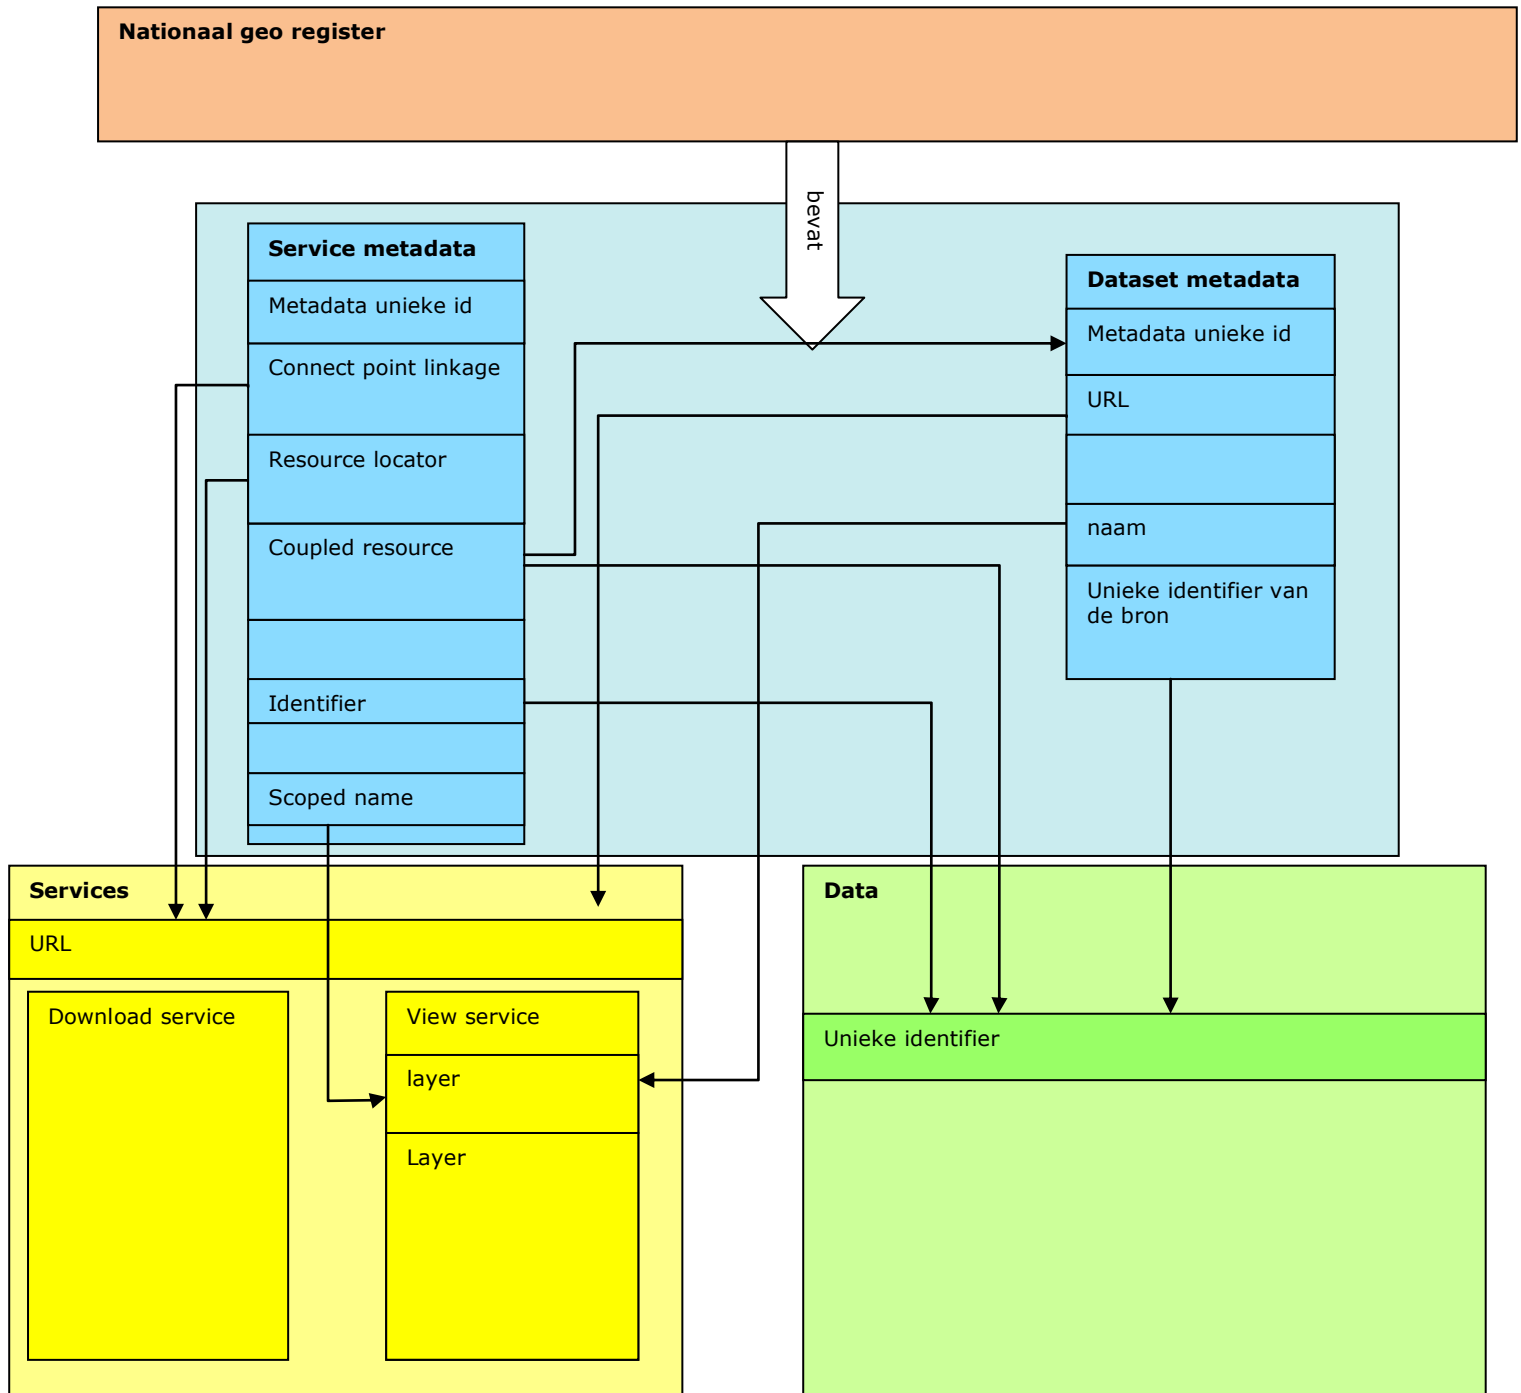 Nationaal geo register
bevat
Service metadata
Metadata unieke id
Connect point linkage
Resource locator
Coupled resource
Identifier
Scoped name
Dataset metadata
Metadata unieke id
URL
naam
Unieke identifier van
de bron
Services
URL
Download service
View service
layer
Layer
Data
Unieke identifier